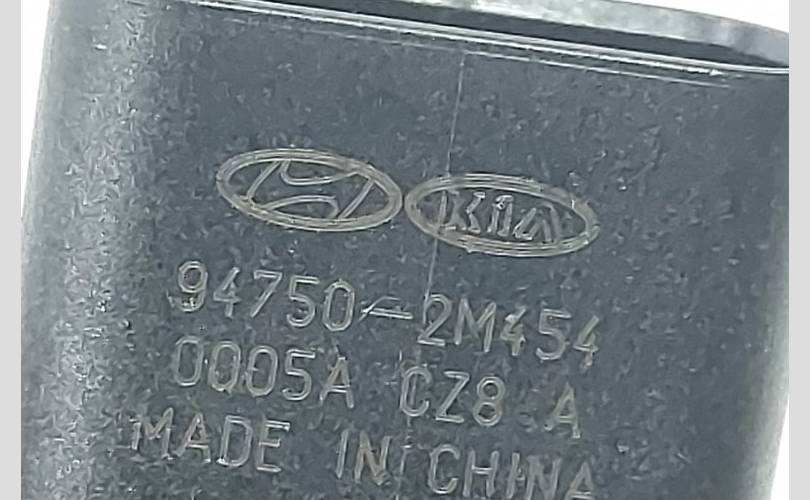 KIA
94750-2M454
0005A CZ8 A
MADE IN CHINA